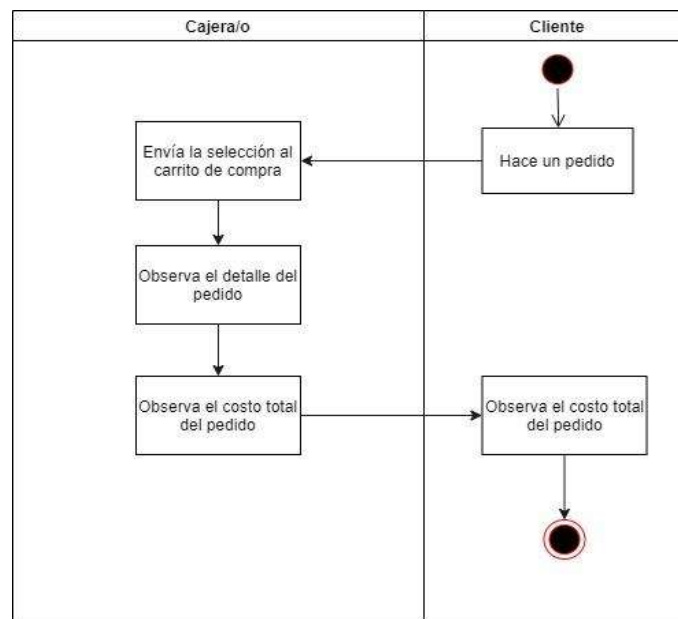 Cajera/o
Cliente
Hace un pedido
Envía la selección al
carrito de compra
Observa el detalle del
pedido
Observa el costo total
del pedido
Observa el costo total
del pedido